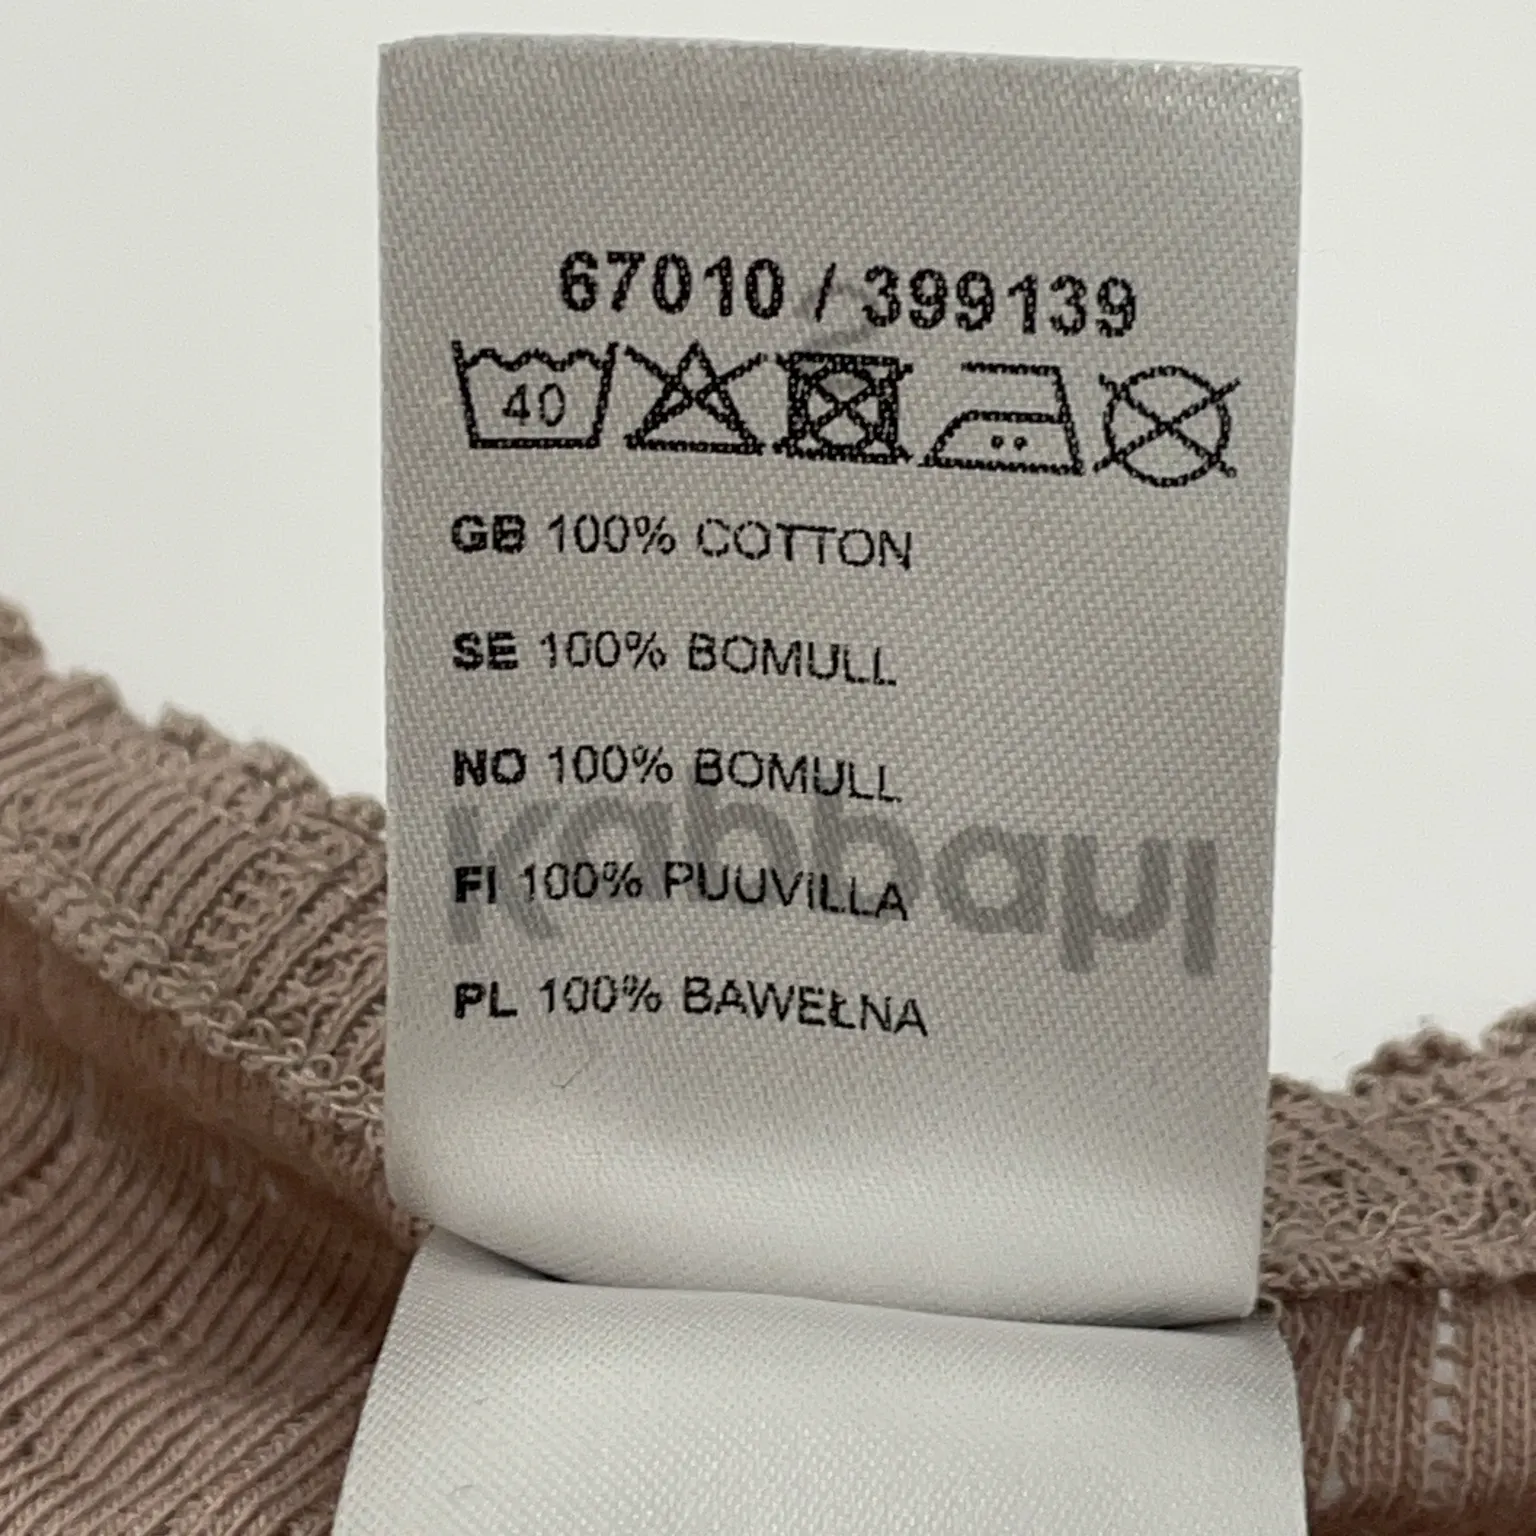 67010 / 399139
40
GB 100% COTTON
SE 100% BOMULL
NO 100% BOMULL
FI 100% PUUVILLA
PL 100% BAWEŁNA